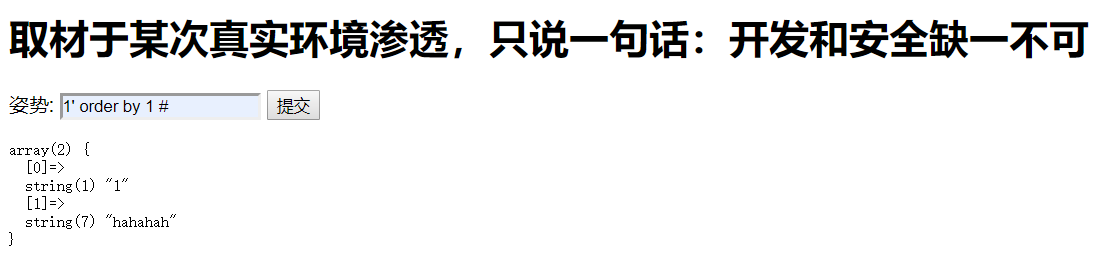 取材于某次真实环境渗透，只说一句话：开发和安全缺一不可
姿势: 1' order by 1 # 提交
array(2) {
  [0]=>
  string(1) "1"
  [1]=>
  string(7) "hahahah"
}